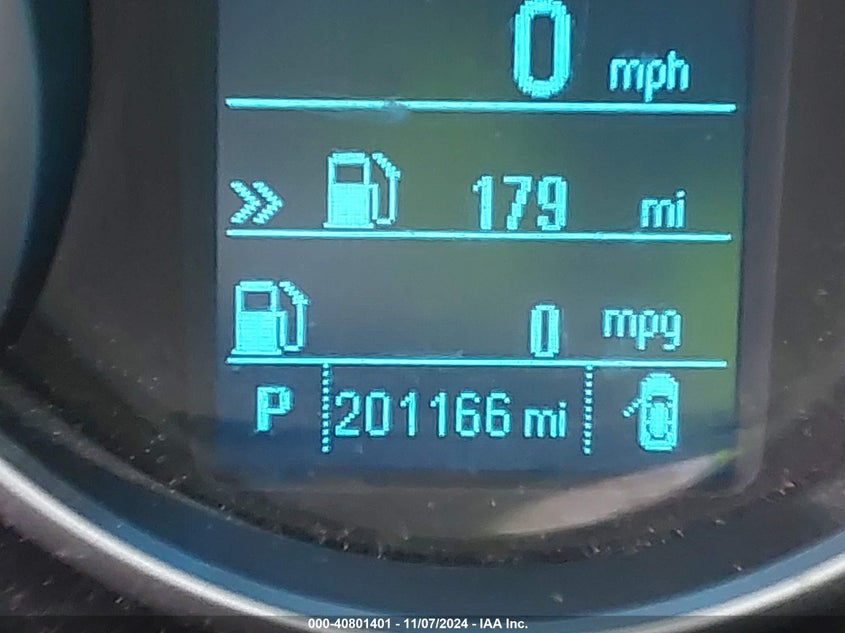 0 mph
179 mi
0 mpg
P 201166 mi
000-40801401 - 11/07/2024 - IAA Inc.